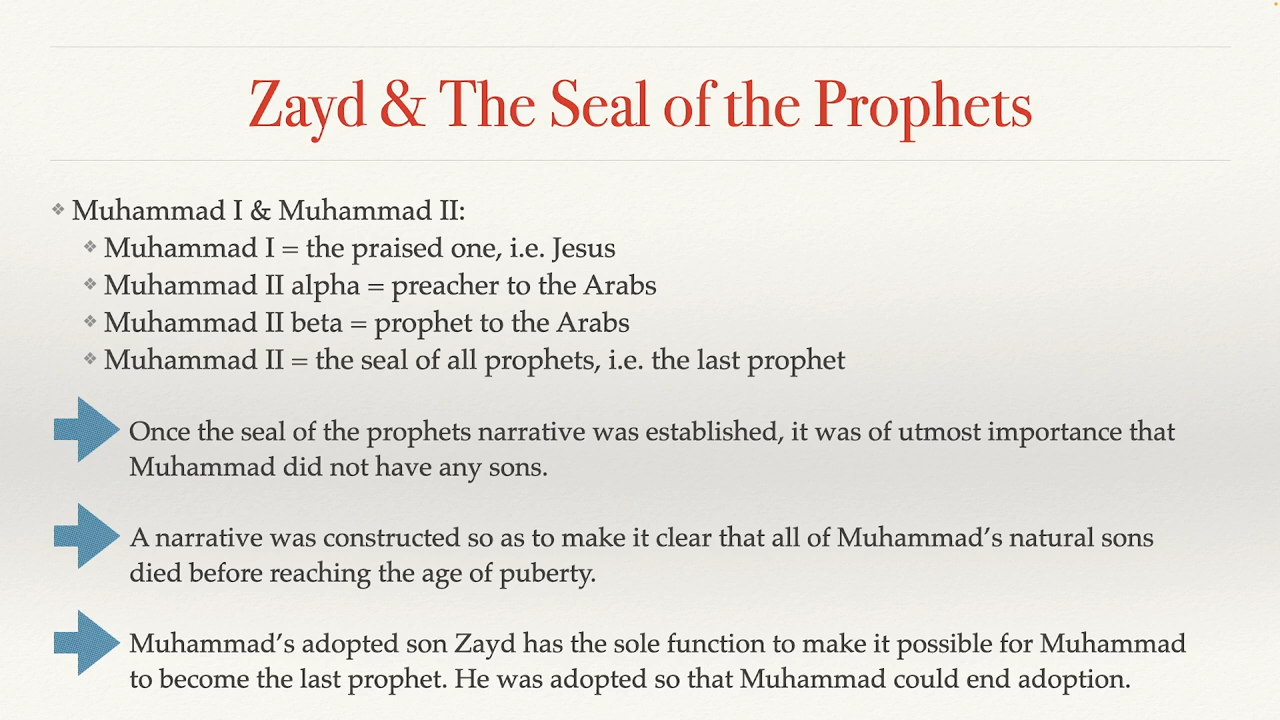 Zayd & The Seal of the Prophets
Muhammad I & Muhammad II:
Muhammad I = the praised one, i.e. Jesus
Muhammad II alpha = preacher to the Arabs
Muhammad II beta = prophet to the Arabs
Muhammad II = the seal of all prophets, i.e. the last prophet
Once the seal of the prophets narrative was established, it was of utmost importance that
Muhammad did not have any sons.
A narrative was constructed so as to make it clear that all of Muhammad’s natural sons
died before reaching the age of puberty.
Muhammad’s adopted son Zayd has the sole function to make it possible for Muhammad
to become the last prophet. He was adopted so that Muhammad could end adoption.